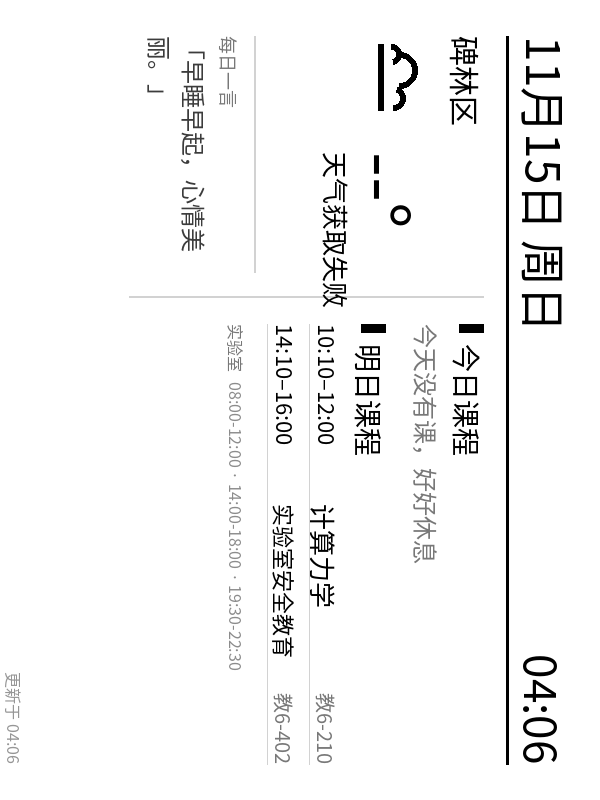 11月15日 周日
04:06
碑林区
--°
天气获取失败
每日一言
「早睡早起，心情美
丽。」
今日课程
今天没有课，好好休息
明日课程
10:10-12:00 计算力学 教6-210
14:10-16:00 实验室安全教育 教6-402
实验室 08:00-12:00 · 14:00-18:00 · 19:30-22:30
更新于 04:06